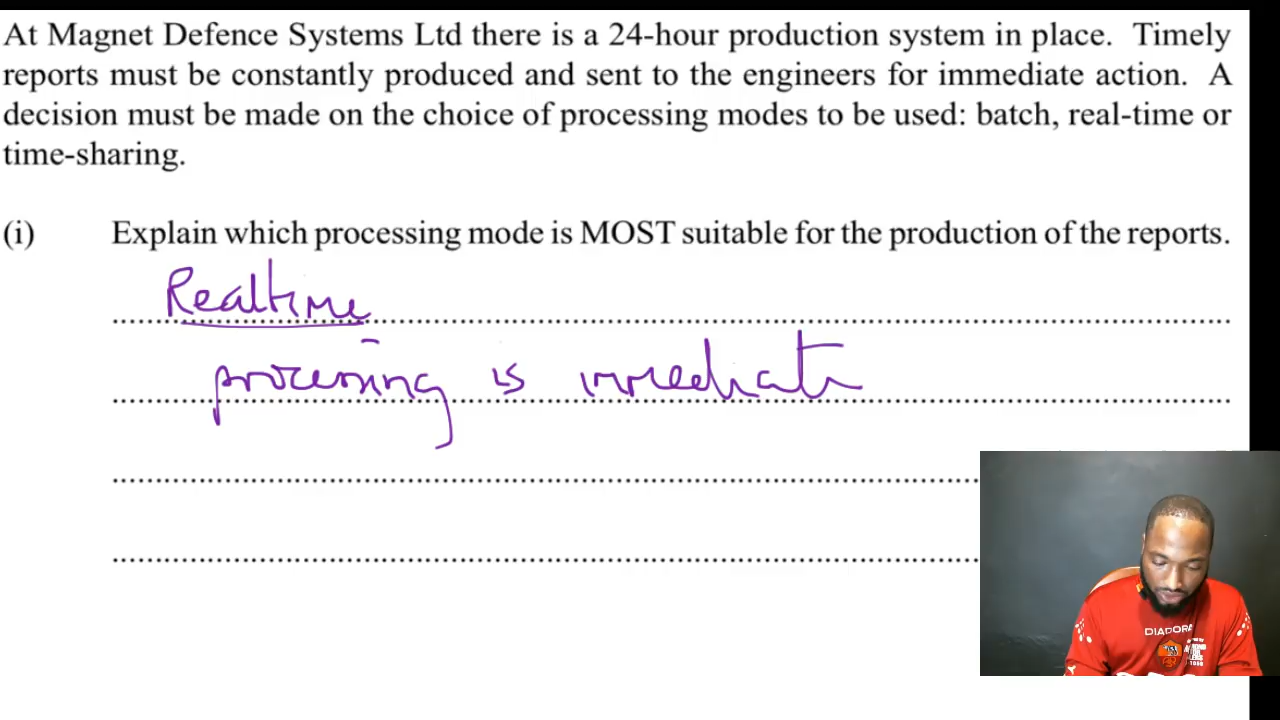 At Magnet Defence Systems Ltd there is a 24-hour production system in place. Timely
reports must be constantly produced and sent to the engineers for immediate action. A
decision must be made on the choice of processing modes to be used: batch, real-time or
time-sharing.
(i) Explain which processing mode is MOST suitable for the production of the reports.
Realtime
processing is immediate
DIADORA